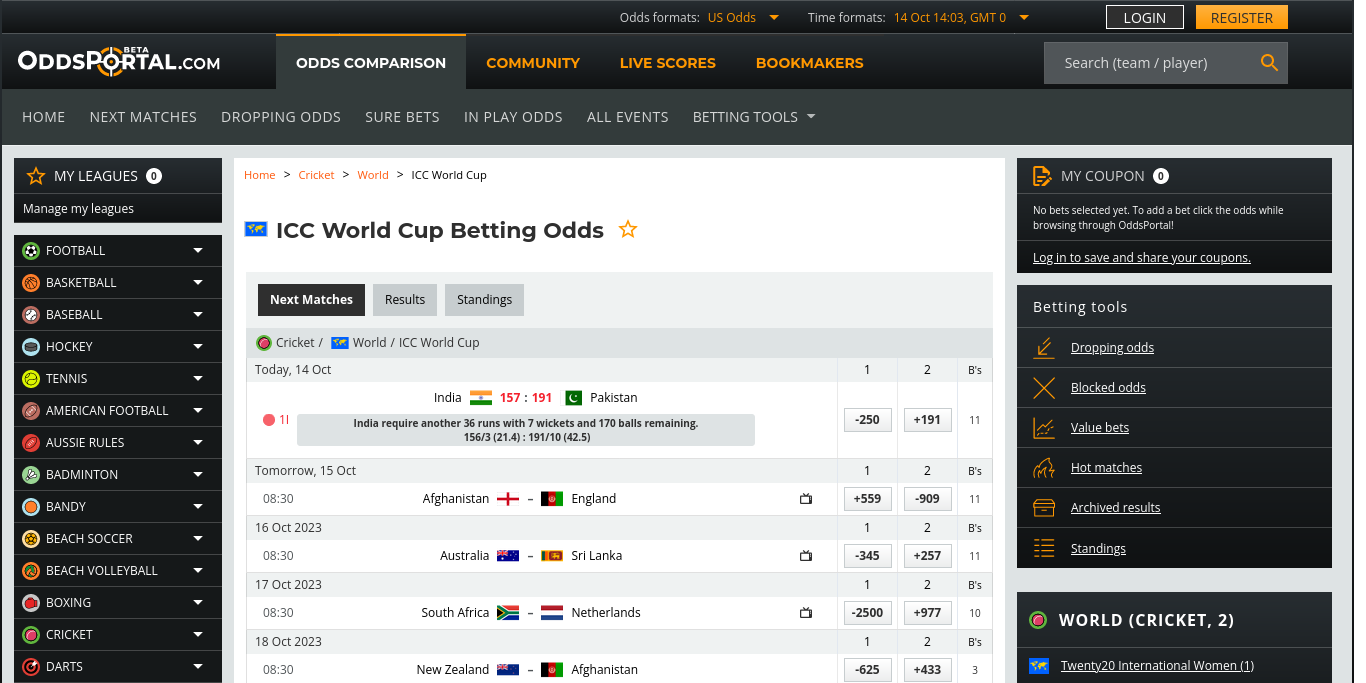 Odds formats: US Odds Time formats: 14 Oct 14:03, GMT 0 LOGIN REGISTER
ODDSPORTAL.COM BETA ODDS COMPARISON COMMUNITY LIVE SCORES BOOKMAKERS Search (team / player)
HOME NEXT MATCHES DROPPING ODDS SURE BETS IN PLAY ODDS ALL EVENTS BETTING TOOLS
MY LEAGUES 0
Manage my leagues
FOOTBALL
BASKETBALL
BASEBALL
HOCKEY
TENNIS
AMERICAN FOOTBALL
AUSSIE RULES
BADMINTON
BANDY
BEACH SOCCER
BEACH VOLLEYBALL
BOXING
CRICKET
DARTS
Home > Cricket > World > ICC World Cup
ICC World Cup Betting Odds
Next Matches Results Standings
Cricket / World / ICC World Cup
Today, 14 Oct 1 2 B's
India 157 : 191 Pakistan
1I -250 +191 11
India require another 36 runs with 7 wickets and 170 balls remaining.
156/3 (21.4) : 191/10 (42.5)
Tomorrow, 15 Oct 1 2 B's
08:30 Afghanistan – England +559 -909 11
16 Oct 2023 1 2 B's
08:30 Australia – Sri Lanka -345 +257 11
17 Oct 2023 1 2 B's
08:30 South Africa – Netherlands -2500 +977 10
18 Oct 2023 1 2 B's
08:30 New Zealand – Afghanistan -625 +433 3
MY COUPON 0
No bets selected yet. To add a bet click the odds while
browsing through OddsPortal!
Log in to save and share your coupons.
Betting tools
Dropping odds
Blocked odds
Value bets
Hot matches
Archived results
Standings
WORLD (CRICKET, 2)
Twenty20 International Women (1)